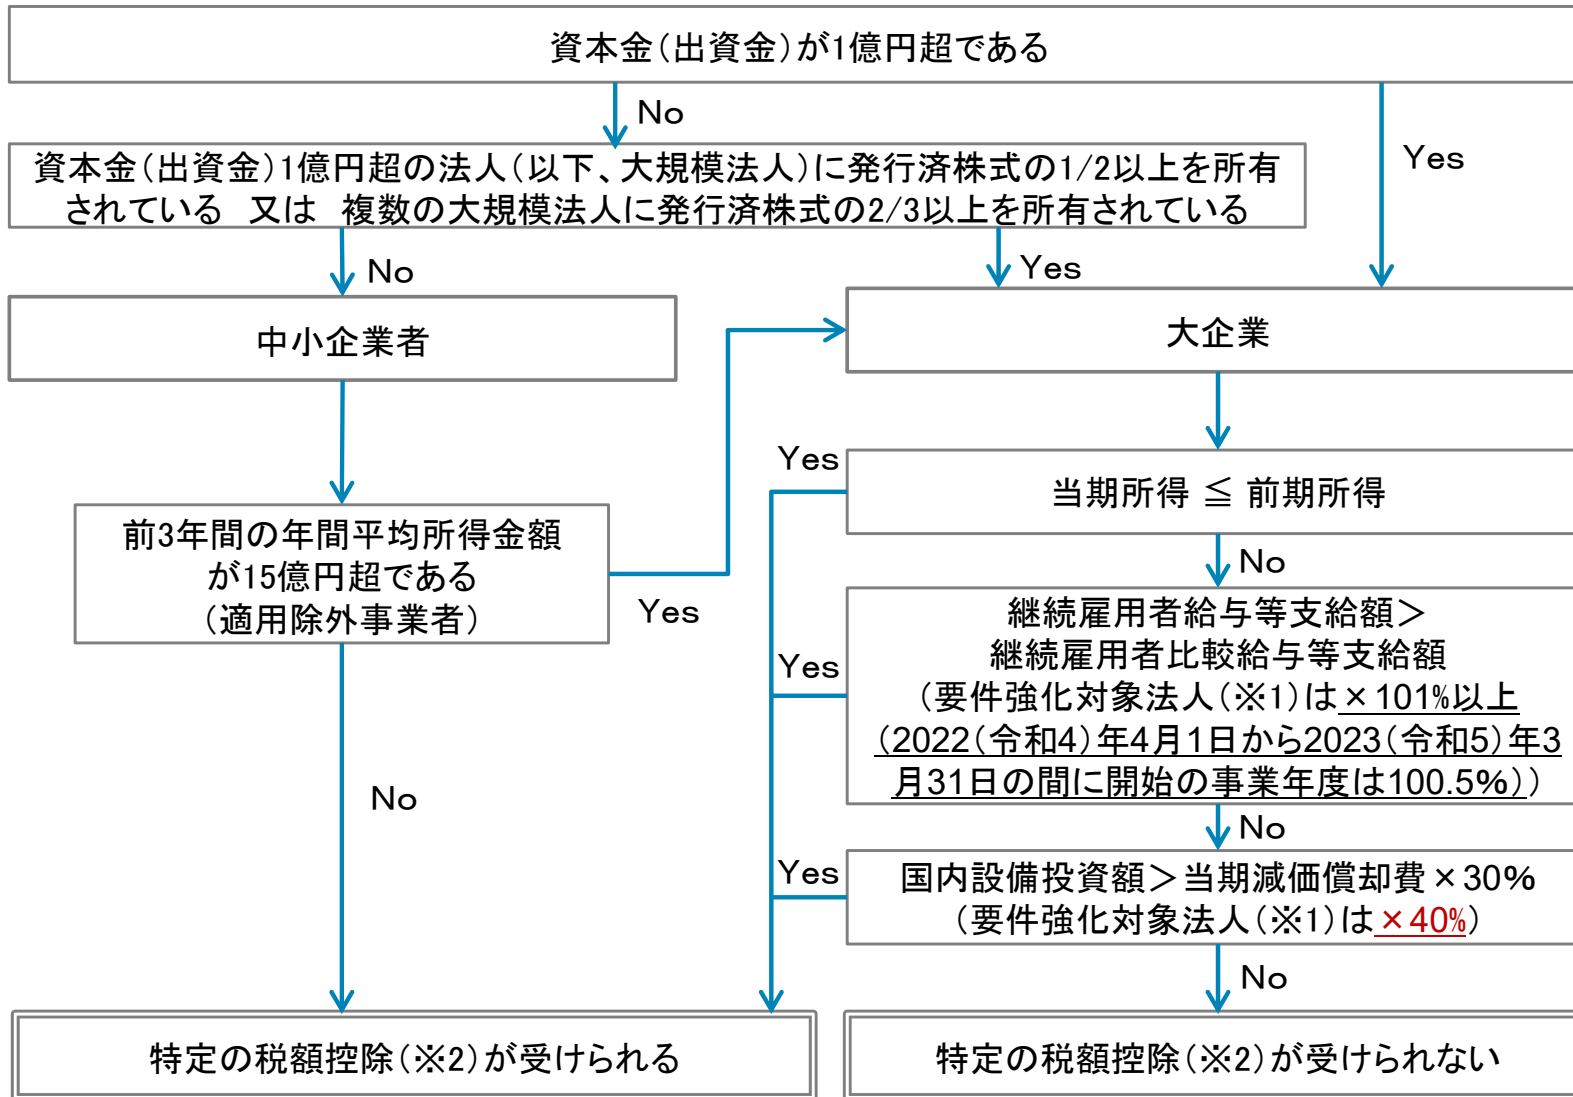 資本金（出資金）が1億円超である
No
Yes
資本金（出資金）1億円超の法人（以下、大規模法人）に発行済株式の1/2以上を所有
されている　又は　複数の大規模法人に発行済株式の2/3以上を所有されている
No
Yes
中小企業者
大企業
Yes
当期所得 ≦ 前期所得
前3年間の年間平均所得金額
が15億円超である
（適用除外事業者）
Yes
No
Yes
継続雇用者給与等支給額＞
継続雇用者比較給与等支給額
（要件強化対象法人（※1）は×101%以上
（2022（令和4）年4月1日から2023（令和5）年3
月31日の間に開始の事業年度は100.5%））
No
No
Yes
国内設備投資額＞当期減価償却費×30%
（要件強化対象法人（※1）は×40%）
No
特定の税額控除（※2）が受けられる
特定の税額控除（※2）が受けられない